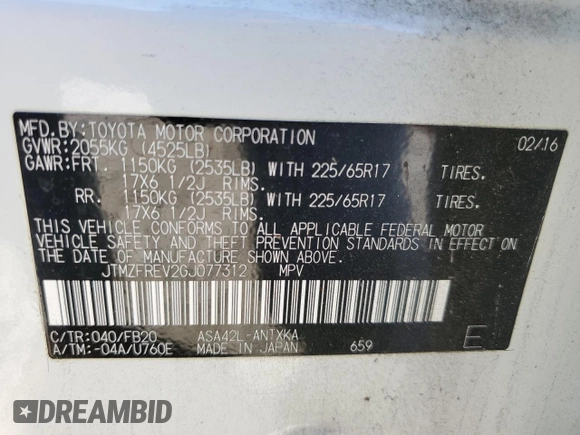 MFD.BY:TOYOTA MOTOR CORPORATION 02/16
GVWR:2055KG (4525LB)
GAWR:FRT. 1150KG (2535LB) WITH 225/65R17 TIRES.
17X6 1/2J RIMS.
RR. 1150KG (2535LB) WITH 225/65R17 TIRES.
17X6 1/2J RIMS.
THIS VEHICLE CONFORMS TO ALL APPLICABLE FEDERAL MOTOR
VEHICLE SAFETY AND THEFT PREVENTION STANDARDS IN EFFECT ON
THE DATE OF MANUFACTURE SHOWN ABOVE.
JTMZFREV2GJ077312 MPV
C/TR:040/FB20 ASA42L-ANTXKA
A/TM:-04A/U760E MADE IN JAPAN 659 E
DREAMBID